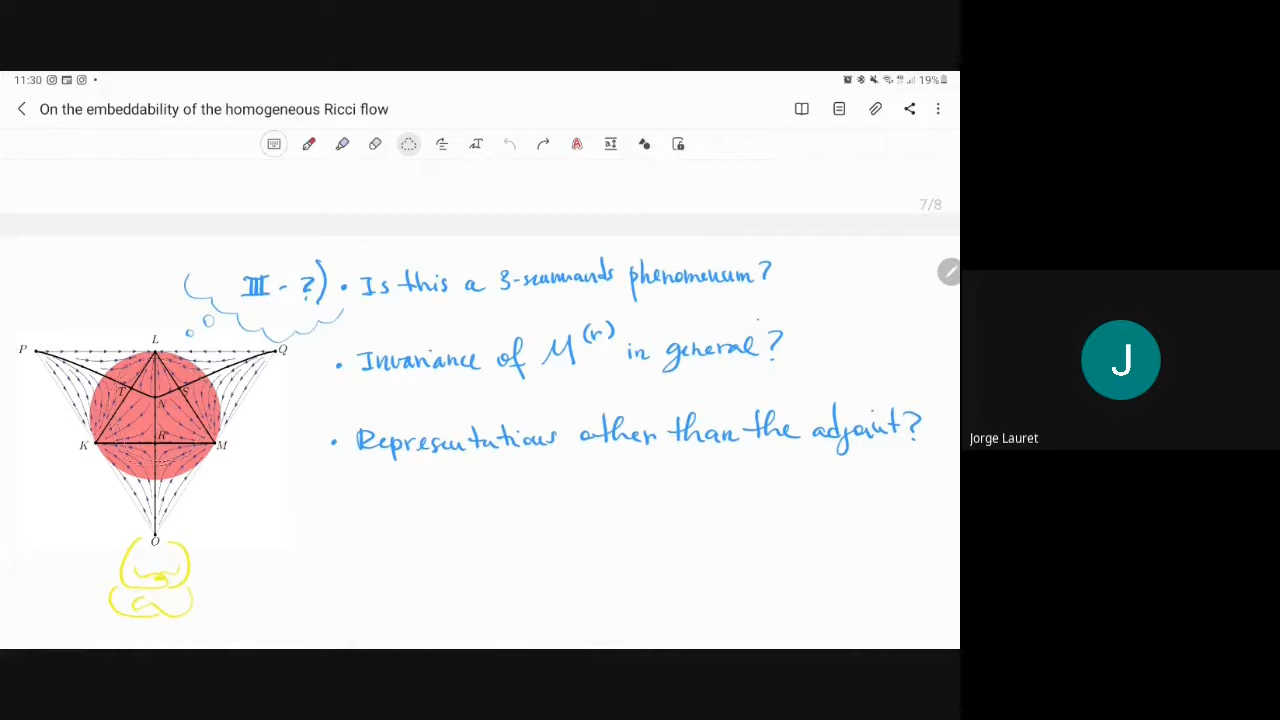 11:30 19%
On the embeddability of the homogeneous Ricci flow
7/8
III - ?) • Is this a 3-summands phenomenum?
• Invariance of M^(r) in general?
• Representations other than the adjoint?
L
P Q
T S
N
K R M
O
J
Jorge Lauret